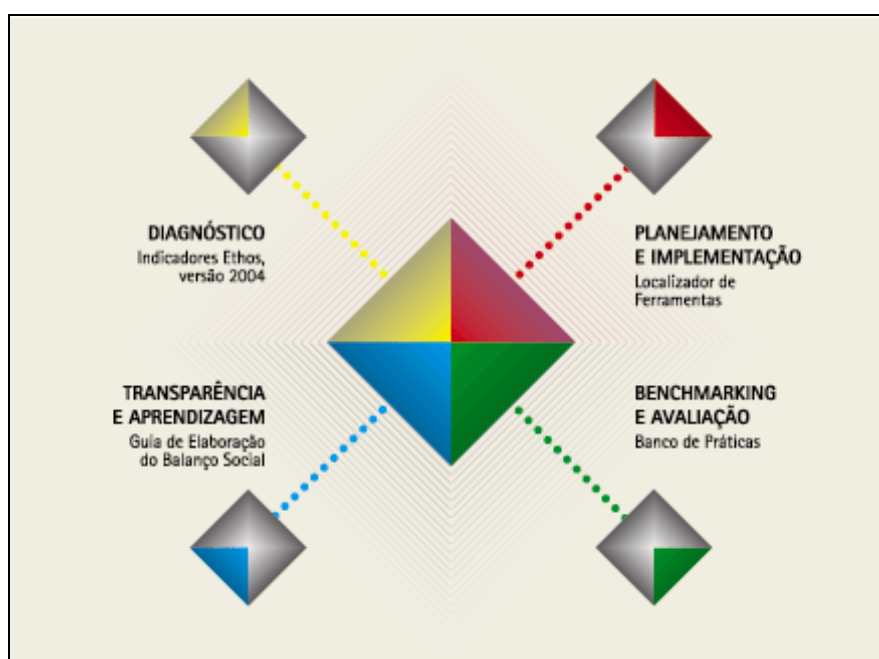 DIAGNÓSTICO
Indicadores Ethos,
versão 2004
PLANEJAMENTO
E IMPLEMENTAÇÃO
Localizador de
Ferramentas
TRANSPARÊNCIA
E APRENDIZAGEM
Guia de Elaboração
do Balanço Social
BENCHMARKING
E AVALIAÇÃO
Banco de Práticas